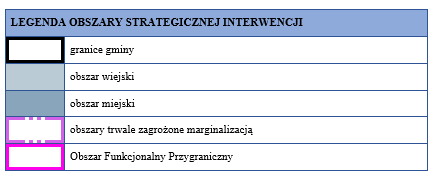 LEGENDA OBSZARY STRATEGICZNEJ INTERWENCJI
granice gminy
obszar wiejski
obszar miejski
obszary trwale zagrożone marginalizacją
Obszar Funkcjonalny Przygraniczny